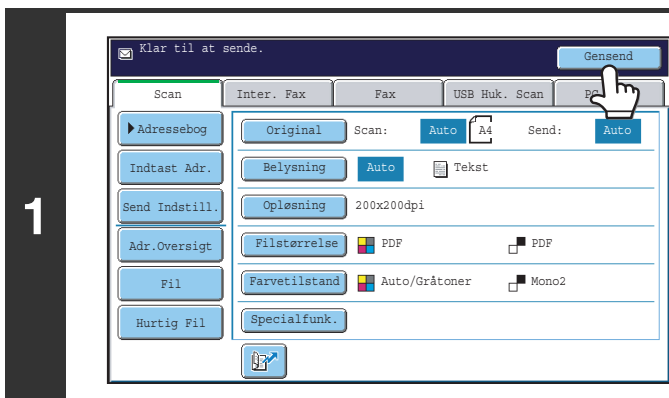 1
Klar til at sende.
Gensend
Scan Inter. Fax Fax USB Huk. Scan PC
Adressebog Original Scan: Auto A4 Send: Auto
Indtast Adr. Belysning Auto Tekst
Send Indstill. Opløsning 200x200dpi
Adr.Oversigt Filstørrelse PDF PDF
Fil Farvetilstand Auto/Gråtoner Mono2
Hurtig Fil Specialfunk.